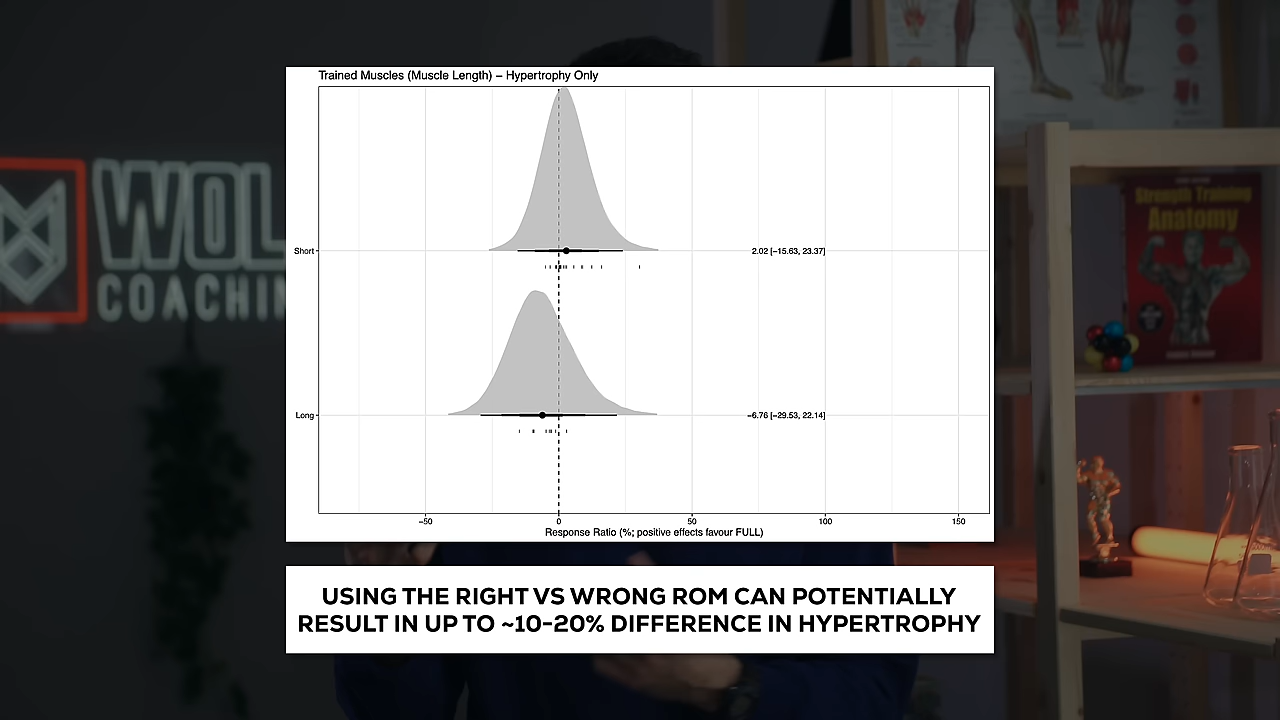 Trained Muscles (Muscle Length) – Hypertrophy Only
Short
2.02 [−15.63, 23.37]
Long
−6.76 [−29.53, 22.14]
−50
0
50
100
150
Response Ratio (%; positive effects favour FULL)
WOL
COACHIN
Strength Training
Anatomy
USING THE RIGHT VS WRONG ROM CAN POTENTIALLY
RESULT IN UP TO ~10-20% DIFFERENCE IN HYPERTROPHY